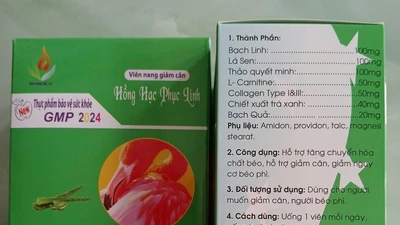 Viên nang giảm cân
Hồng Hạc Phục Linh
Thực phẩm bảo vệ sức khỏe
New
GMP 2024
1. Thành Phần:
Bạch Linh: 100mg
Lá Sen: 100mg
Thảo quyết minh: 100mg
L- Carnitine: 50mg
Collagen Type I&III: 50mg
Chiết xuất trà xanh: 40mg
Bạch Quả: 20mg
Phụ liệu: Amidon, providon, talc, magnesi
stearat.
2. Công dụng: Hỗ trợ tăng chuyển hóa
chất béo, hỗ trợ giảm cân, giảm nguy
cơ béo phì.
3. Đối tượng sử dụng: Dùng cho người
muốn giảm cân, người béo phì.
4. Cách dùng: Uống 1 viên mỗi ngày,